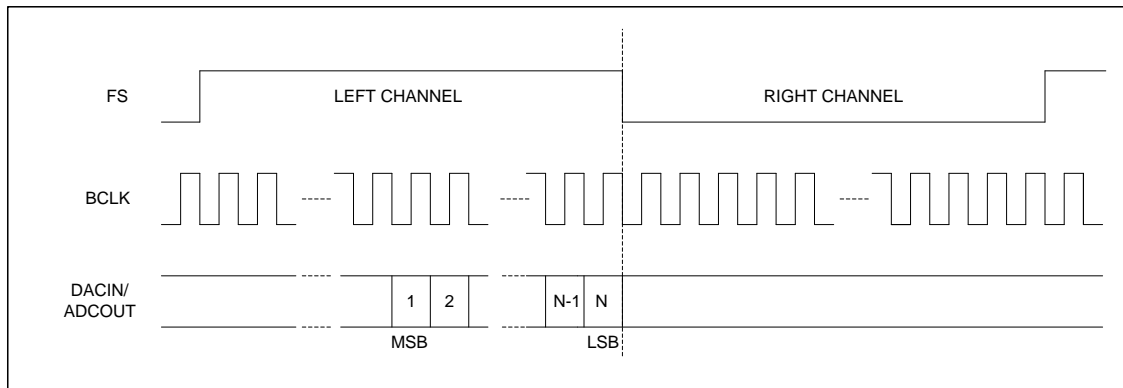 FS
LEFT CHANNEL
RIGHT CHANNEL
BCLK
DACIN/
ADCOUT
1
2
N-1
N
MSB
LSB